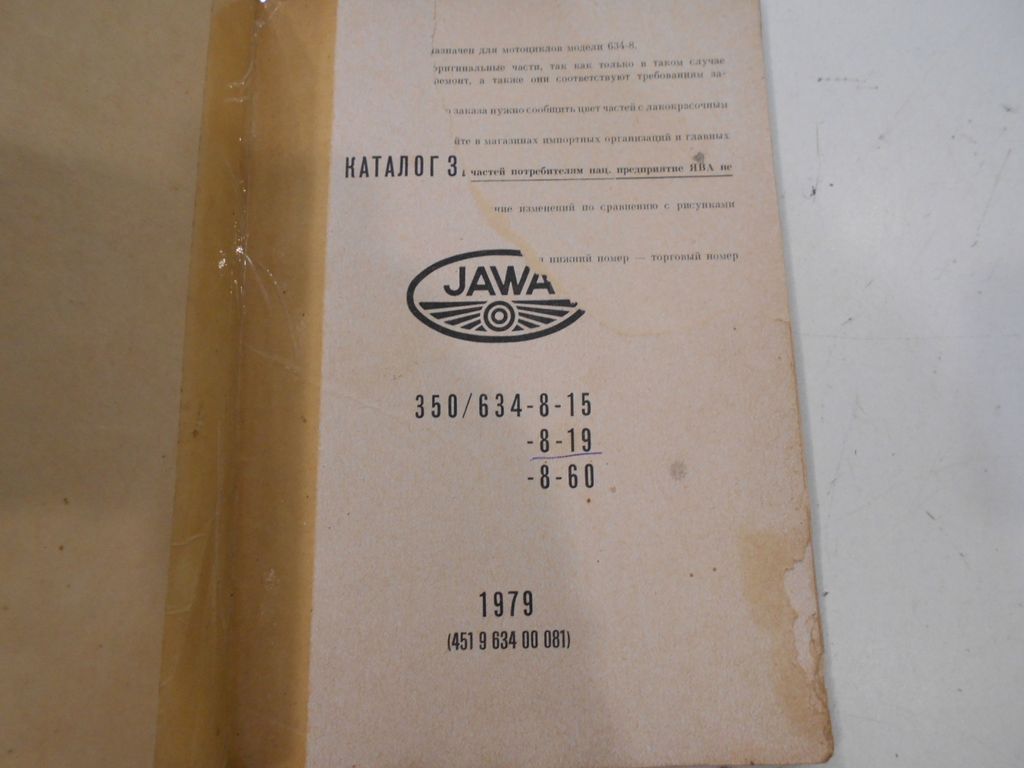 назначен для мотоциклов модели 634-8.
оригинальные части, так как только в таком случае
ремонт, а также они соответствуют требованиям за-
о заказа нужно сообщить цвет частей с лакокрасочным
йте в магазинах импортных организаций и главных
КАТАЛОГ З
частей потребителям нац. предприятие ЯВА не
ние изменений по сравнению с рисунками
нижний номер — торговый номер
JAWA
350/634-8-15
-8-19
-8-60
1979
(451 9 634 00 081)